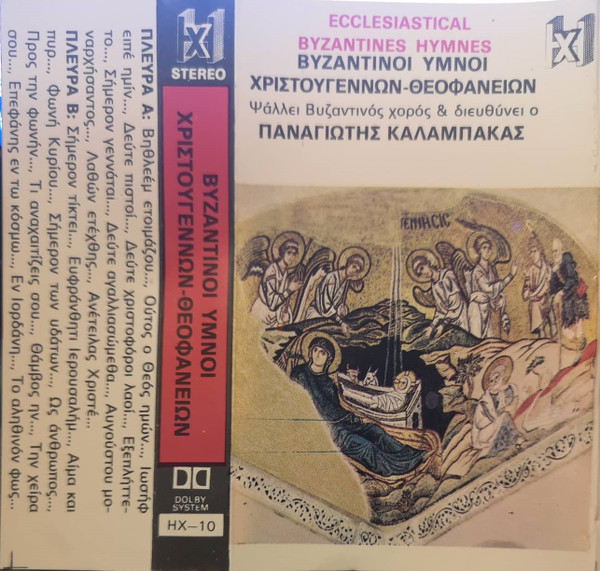 ΠΛΕΥΡΑ Α: Βηθλεέμ ετοιμάζου..., Ούτος ο Θεός ημών..., Ιωσήφ
ειπέ ημίν..., Δεύτε πιστοί..., Δεύτε χριστοφόροι λαοί..., Εξεπλήττε-
το..., Σήμερον γεννάται..., Δεύτε αγαλλιασώμεθα..., Αυγούστου μο-
ναρχήσαντος..., Λαθών ετέχθης..., Ανέτειλας Χριστέ...
ΠΛΕΥΡΑ Β: Σήμερον τίκτει..., Ευφράνθητι Ιερουσαλήμ..., Αίμα και
πυρ..., Φωνή Κυρίου..., Σήμερον των υδάτων..., Ως άνθρωπος...,
Προς την φωνήν..., Τι αναχαιτίζεις σου..., Θάμβος ην..., Την χείρα
σου..., Επεφάνης εν τω κόσμω..., Εν Ιορδάνη..., Το αληθινόν φως...
HX
STEREO
ΒΥΖΑΝΤΙΝΟΙ ΥΜΝΟΙ
ΧΡΙΣΤΟΥΓΕΝΝΩΝ-ΘΕΟΦΑΝΕΙΩΝ
DOLBY
SYSTEM
HX-10
ECCLESIASTICAL
BYZANTINES HYMNES
ΒΥΖΑΝΤΙΝΟΙ ΥΜΝΟΙ
ΧΡΙΣΤΟΥΓΕΝΝΩΝ-ΘΕΟΦΑΝΕΙΩΝ
Ψάλλει Βυζαντινός χορός & διευθύνει ο
ΠΑΝΑΓΙΩΤΗΣ ΚΑΛΑΜΠΑΚΑΣ
HX